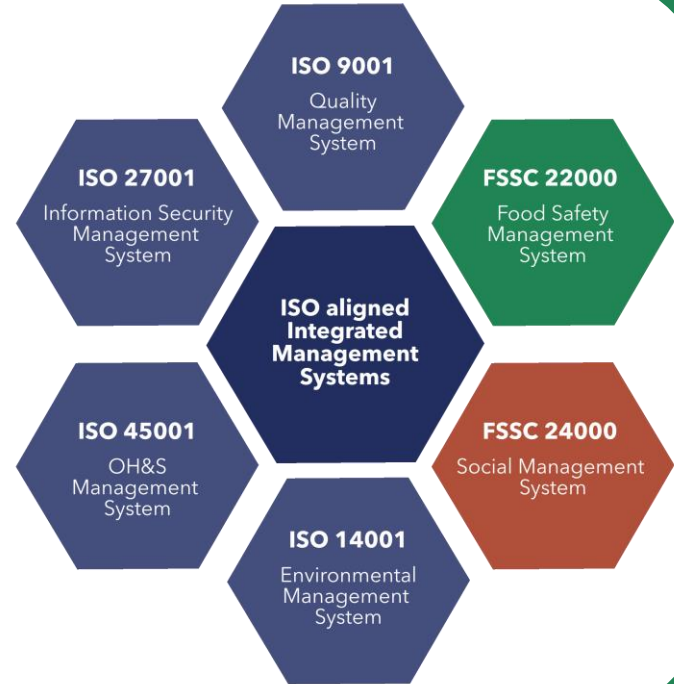 ISO 9001
Quality
Management
System
ISO 27001
Information Security
Management
System
FSSC 22000
Food Safety
Management
System
ISO aligned
Integrated
Management
Systems
ISO 45001
OH&S
Management
System
FSSC 24000
Social Management
System
ISO 14001
Environmental
Management
System